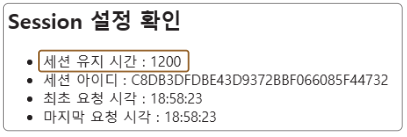 Session 설정 확인
세션 유지 시간 : 1200
세션 아이디 : C8DB3DFDBE43D9372BBF066085F44732
최초 요청 시각 : 18:58:23
마지막 요청 시각 : 18:58:23